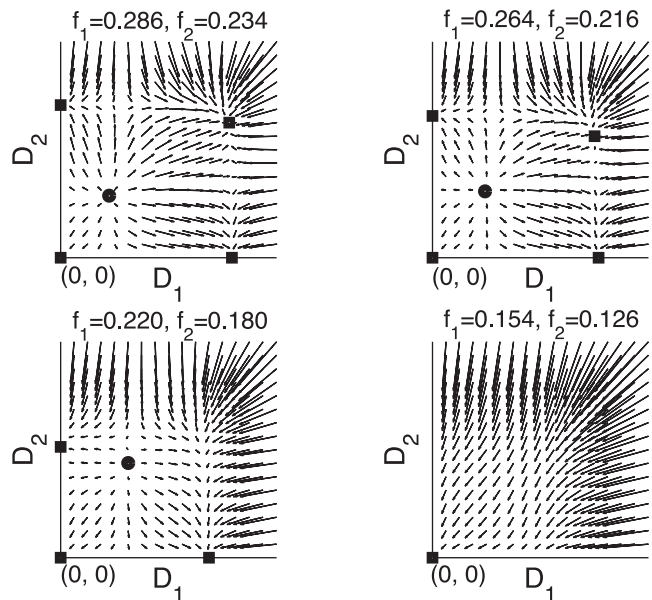 f1=0.286, f2=0.234
D2
(0, 0)
D1
f1=0.264, f2=0.216
D2
(0, 0)
D1
f1=0.220, f2=0.180
D2
(0, 0)
D1
f1=0.154, f2=0.126
D2
(0, 0)
D1